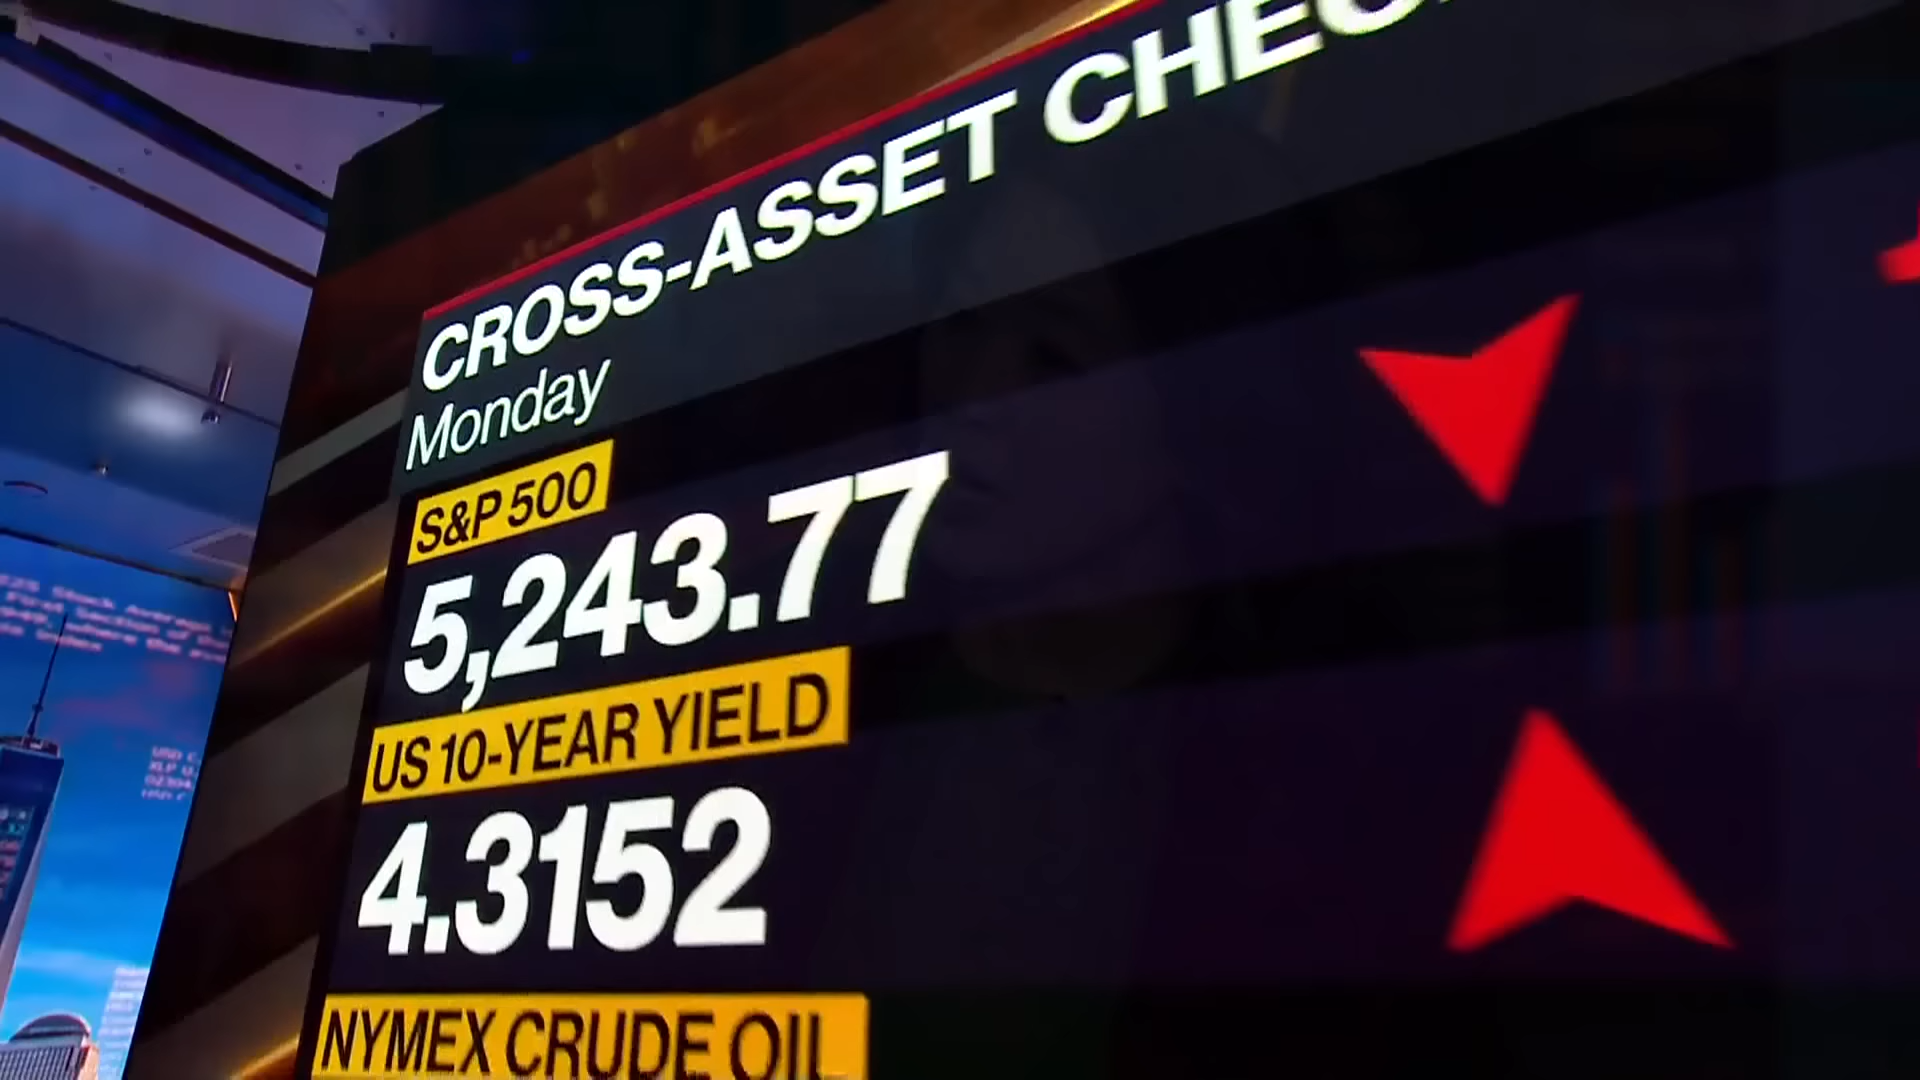 CROSS-ASSET CHEC
Monday
S&P 500
5,243.77
US 10-YEAR YIELD
4.3152
NYMEX CRUDE OIL